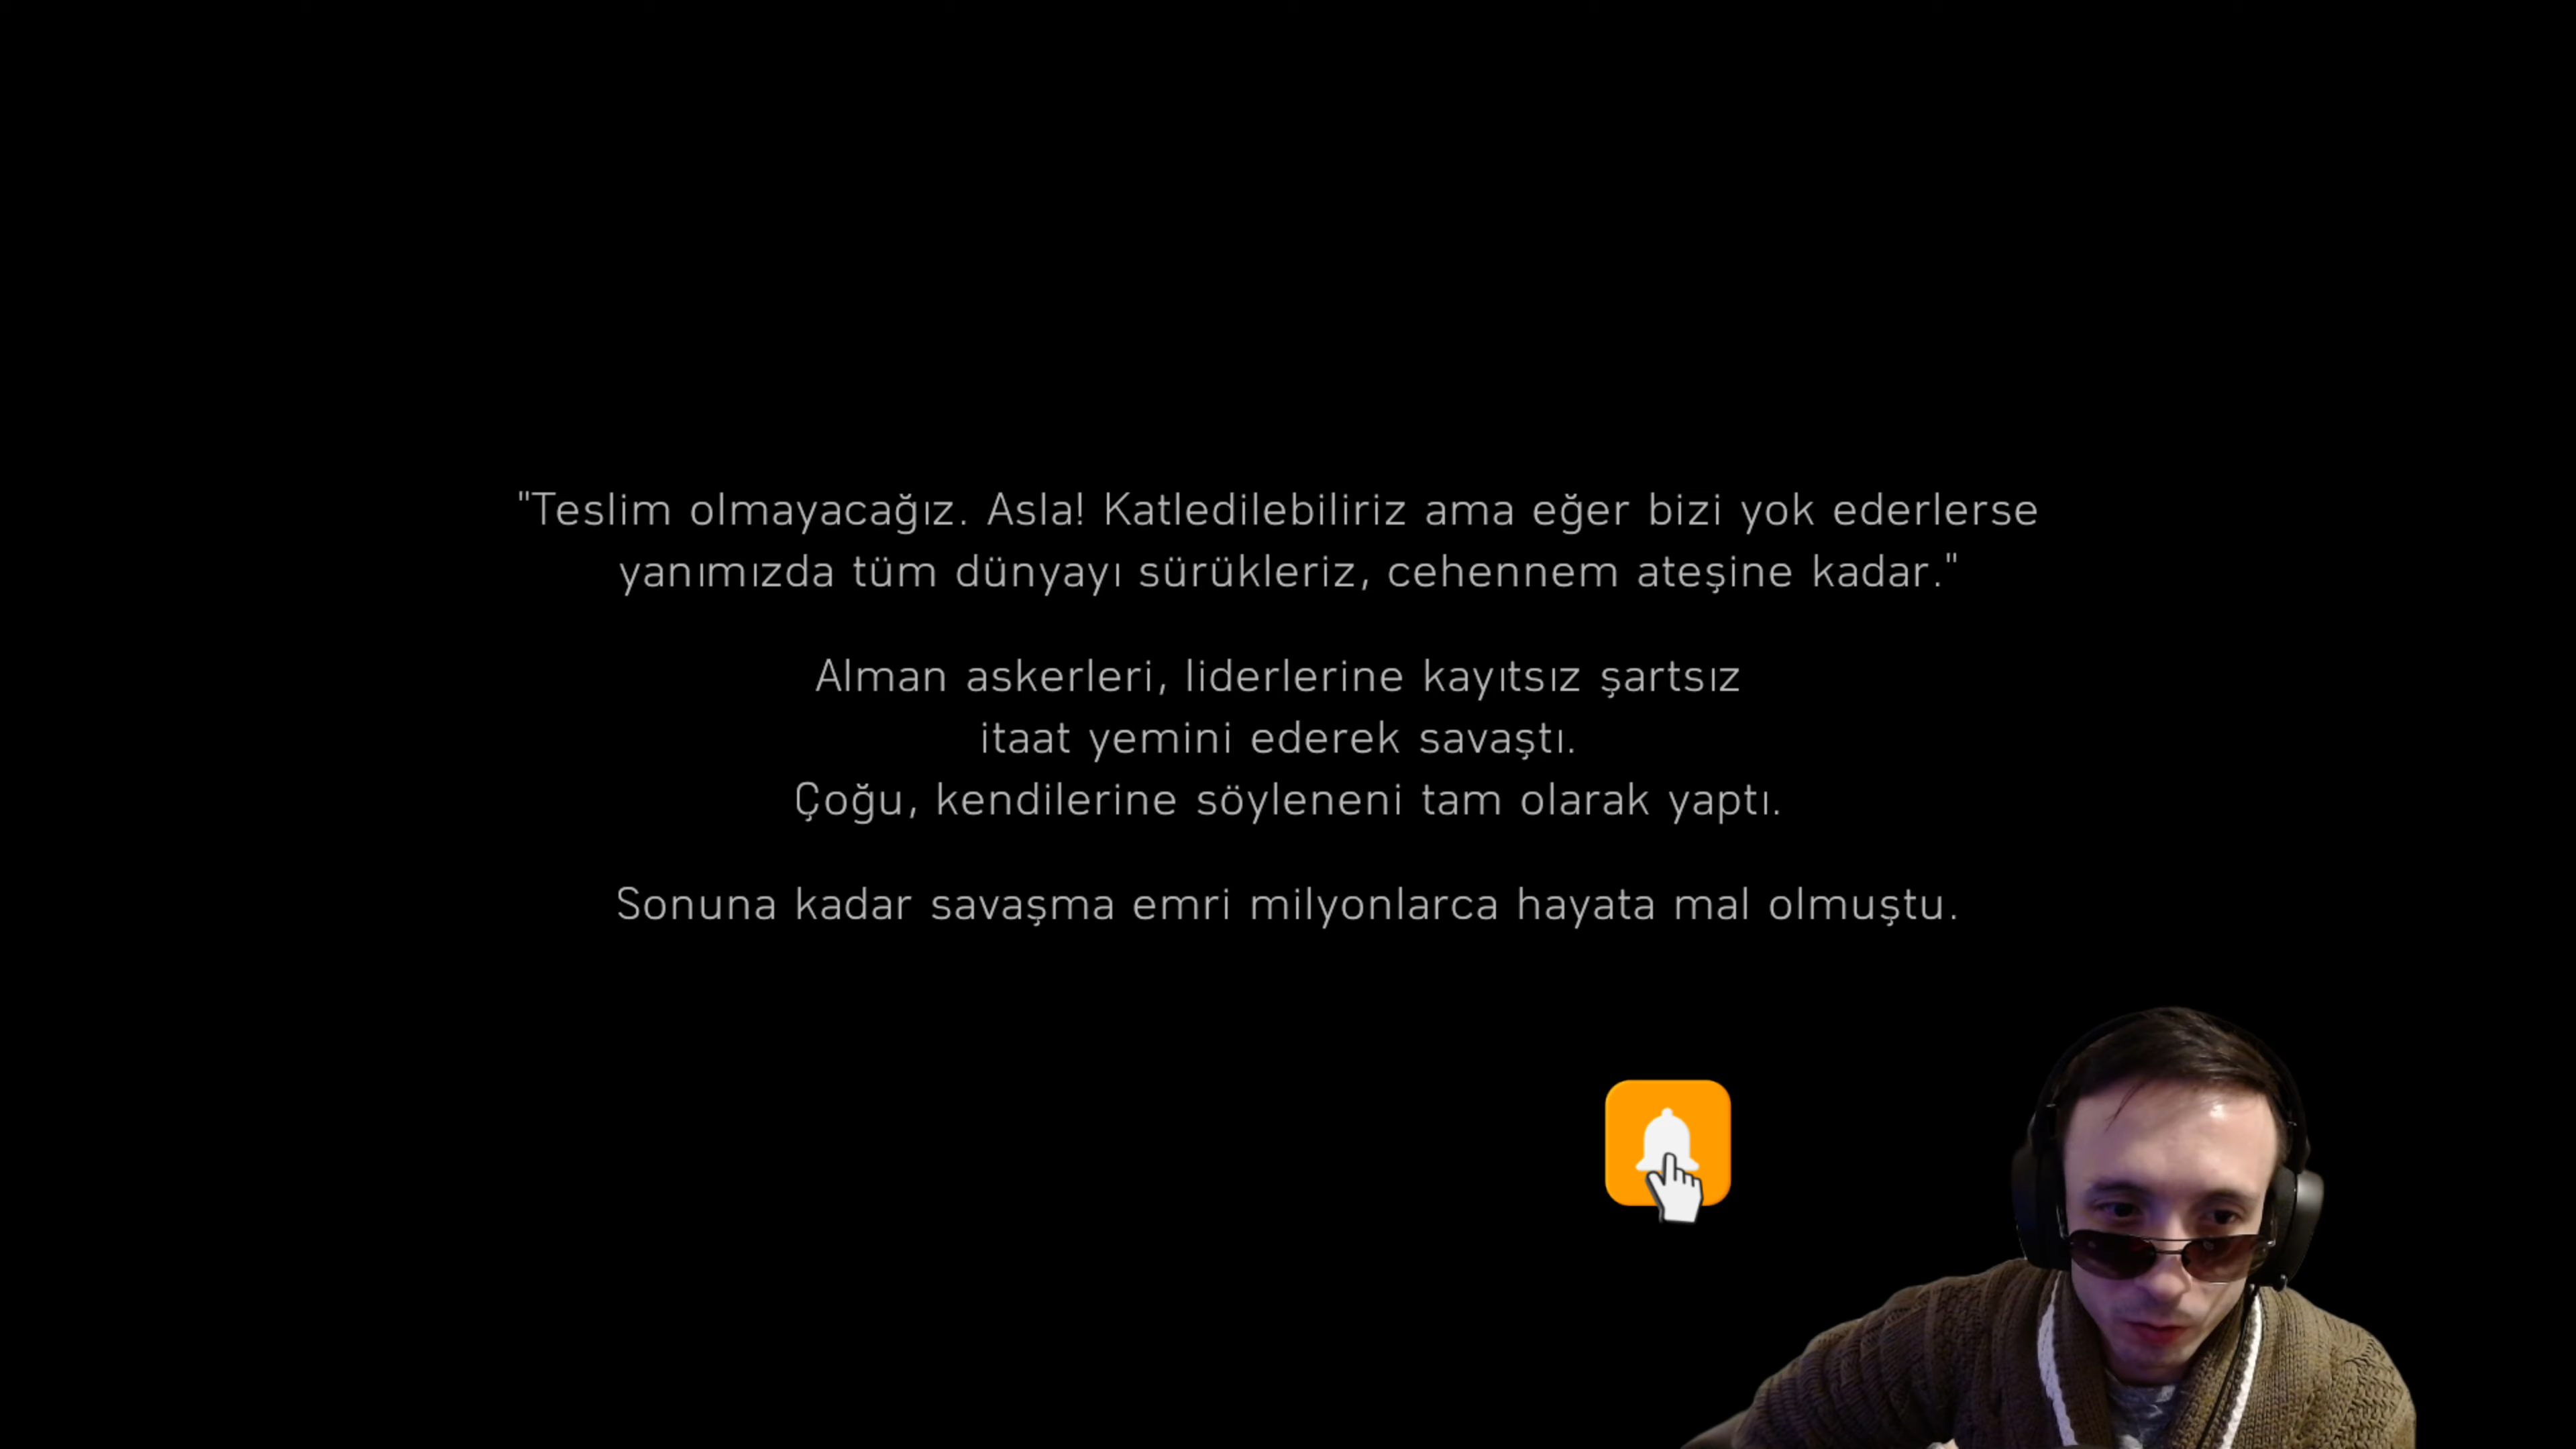 "Teslim olmayacağız. Asla! Katledilebiliriz ama eğer bizi yok ederlerse
yanımızda tüm dünyayı sürükleriz, cehennem ateşine kadar."
Alman askerleri, liderlerine kayıtsız şartsız
itaat yemini ederek savaştı.
Çoğu, kendilerine söyleneni tam olarak yaptı.
Sonuna kadar savaşma emri milyonlarca hayata mal olmuştu.